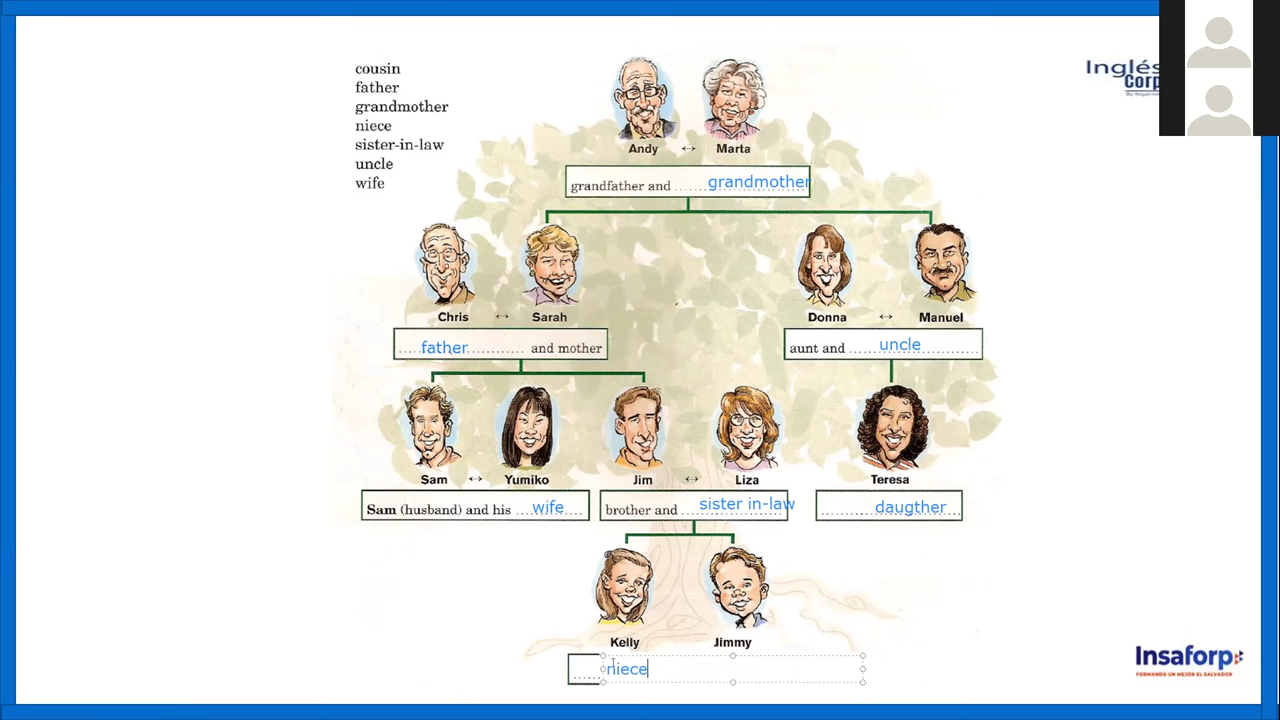 cousin
father
grandmother
niece
sister-in-law
uncle
wife
Inglés
Corp
Andy ↔ Marta
grandfather and ........ grandmother
Chris ↔ Sarah
Donna ↔ Manuel
father ........ and mother
aunt and ........ uncle
Sam ↔ Yumiko
Jim ↔ Liza
Teresa
Sam (husband) and his ........ wife
brother and ........ sister in-law
daugther
Kelly
Jimmy
...... niece
Insaforp
FORMANDO UN MEJOR EL SALVADOR